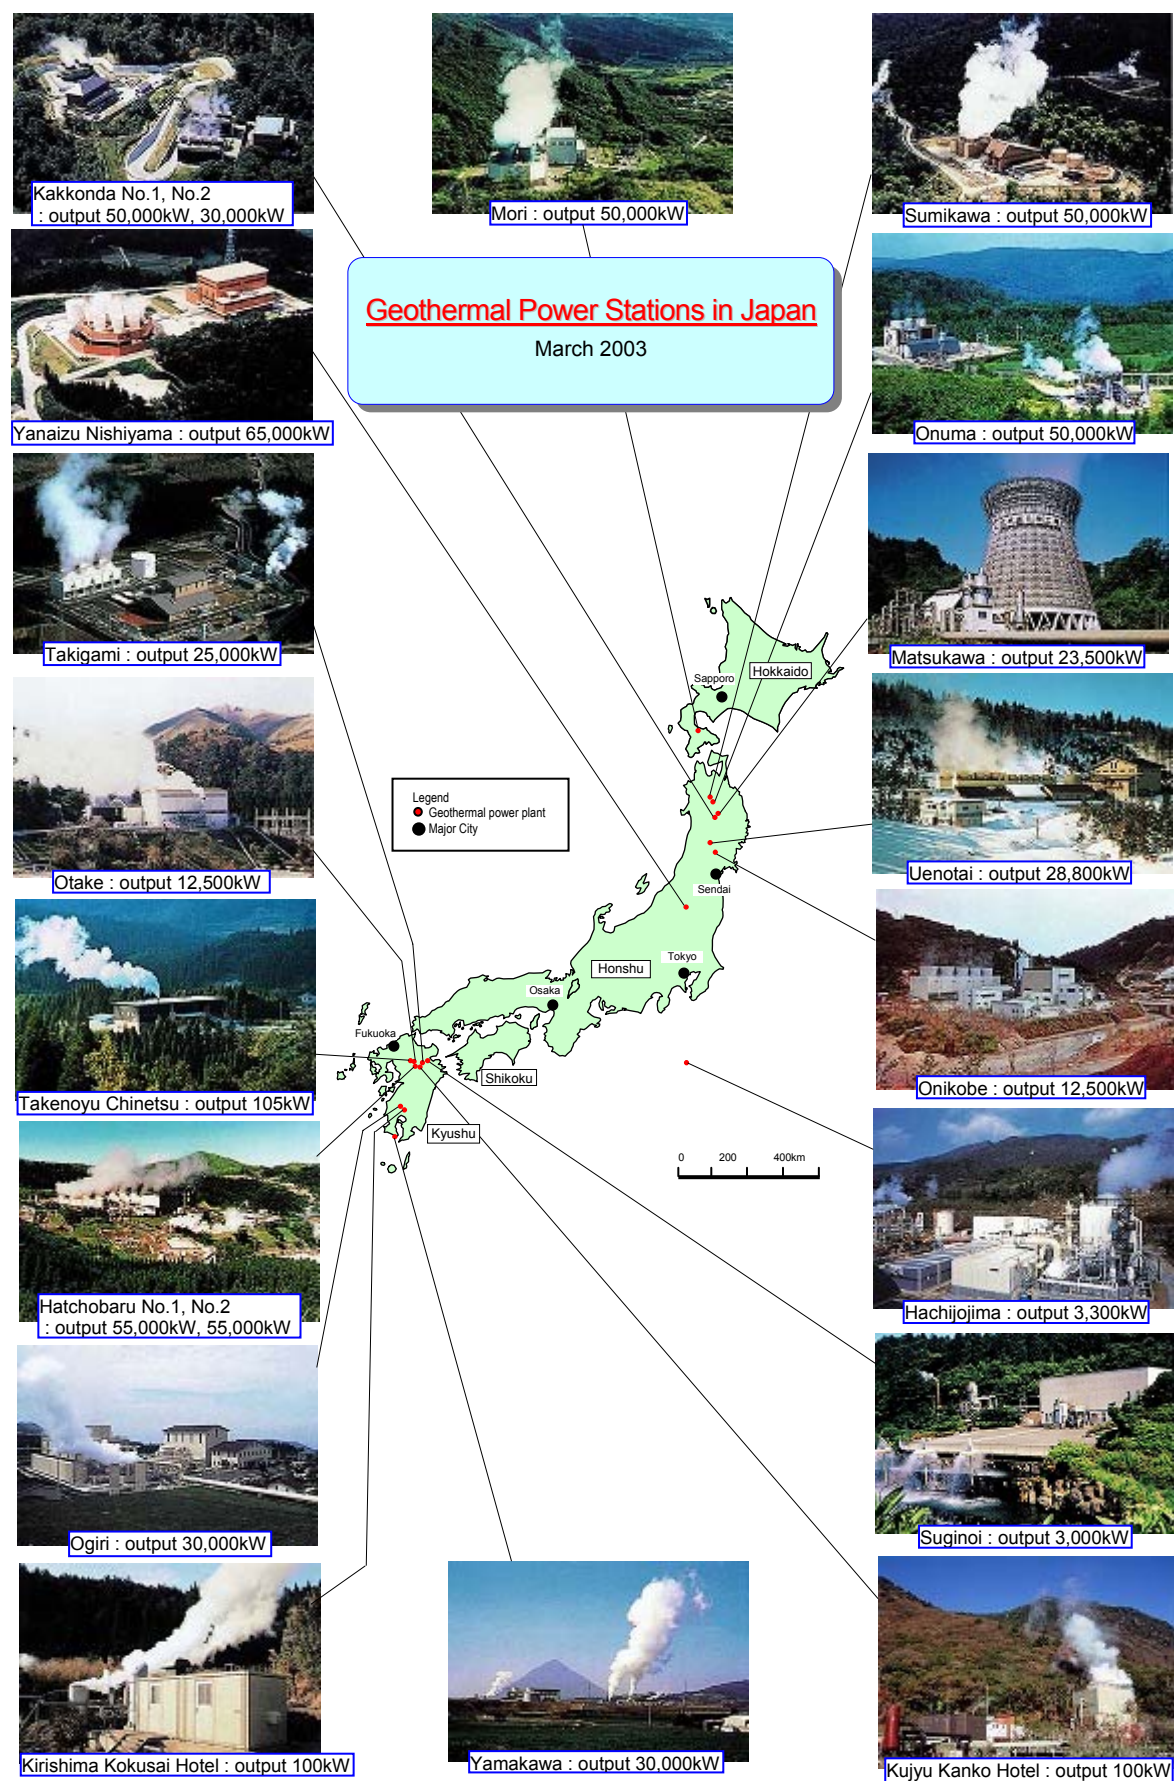 Kakkonda No.1, No.2
: output 50,000kW, 30,000kW
Mori : output 50,000kW
Sumikawa : output 50,000kW
Geothermal Power Stations in Japan
March 2003
Yanaizu Nishiyama : output 65,000kW
Onuma : output 50,000kW
Takigami : output 25,000kW
Matsukawa : output 23,500kW
Otake : output 12,500kW
Uenotai : output 28,800kW
Takenoyu Chinetsu : output 105kW
Onikobe : output 12,500kW
Hatchobaru No.1, No.2
: output 55,000kW, 55,000kW
Hachijojima : output 3,300kW
Ogiri : output 30,000kW
Suginoi : output 3,000kW
Kirishima Kokusai Hotel : output 100kW
Yamakawa : output 30,000kW
Kujyu Kanko Hotel : output 100kW
Hokkaido
Sapporo
Legend
Geothermal power plant
Major City
Sendai
Tokyo
Honshu
Osaka
Fukuoka
Shikoku
Kyushu
0 200 400km